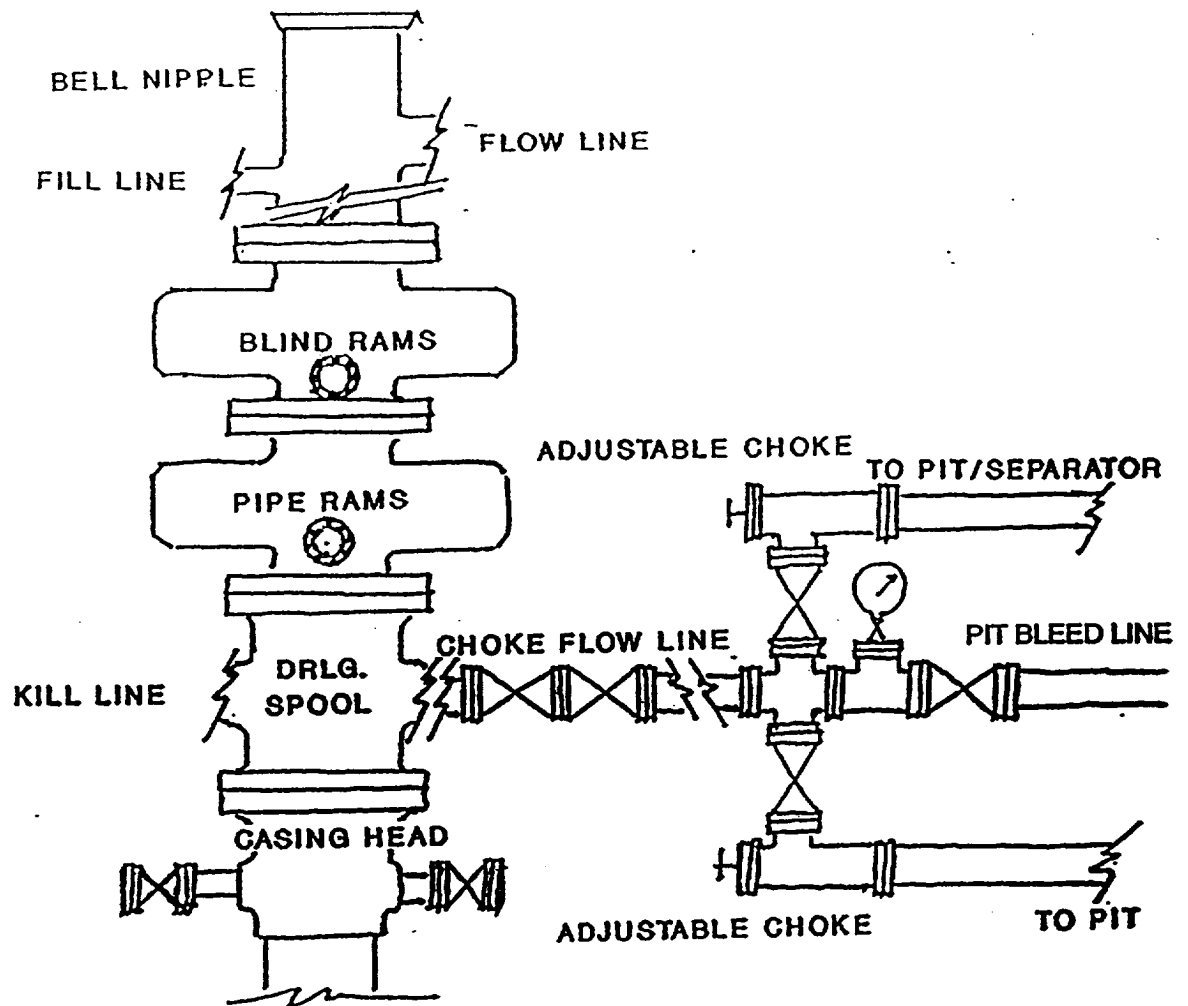 BELL NIPPLE
FLOW LINE
FILL LINE
BLIND RAMS
ADJUSTABLE CHOKE
TO PIT/SEPARATOR
PIPE RAMS
CHOKE FLOW LINE
PIT BLEED LINE
KILL LINE
DRLG.
SPOOL
CASING HEAD
ADJUSTABLE CHOKE
TO PIT